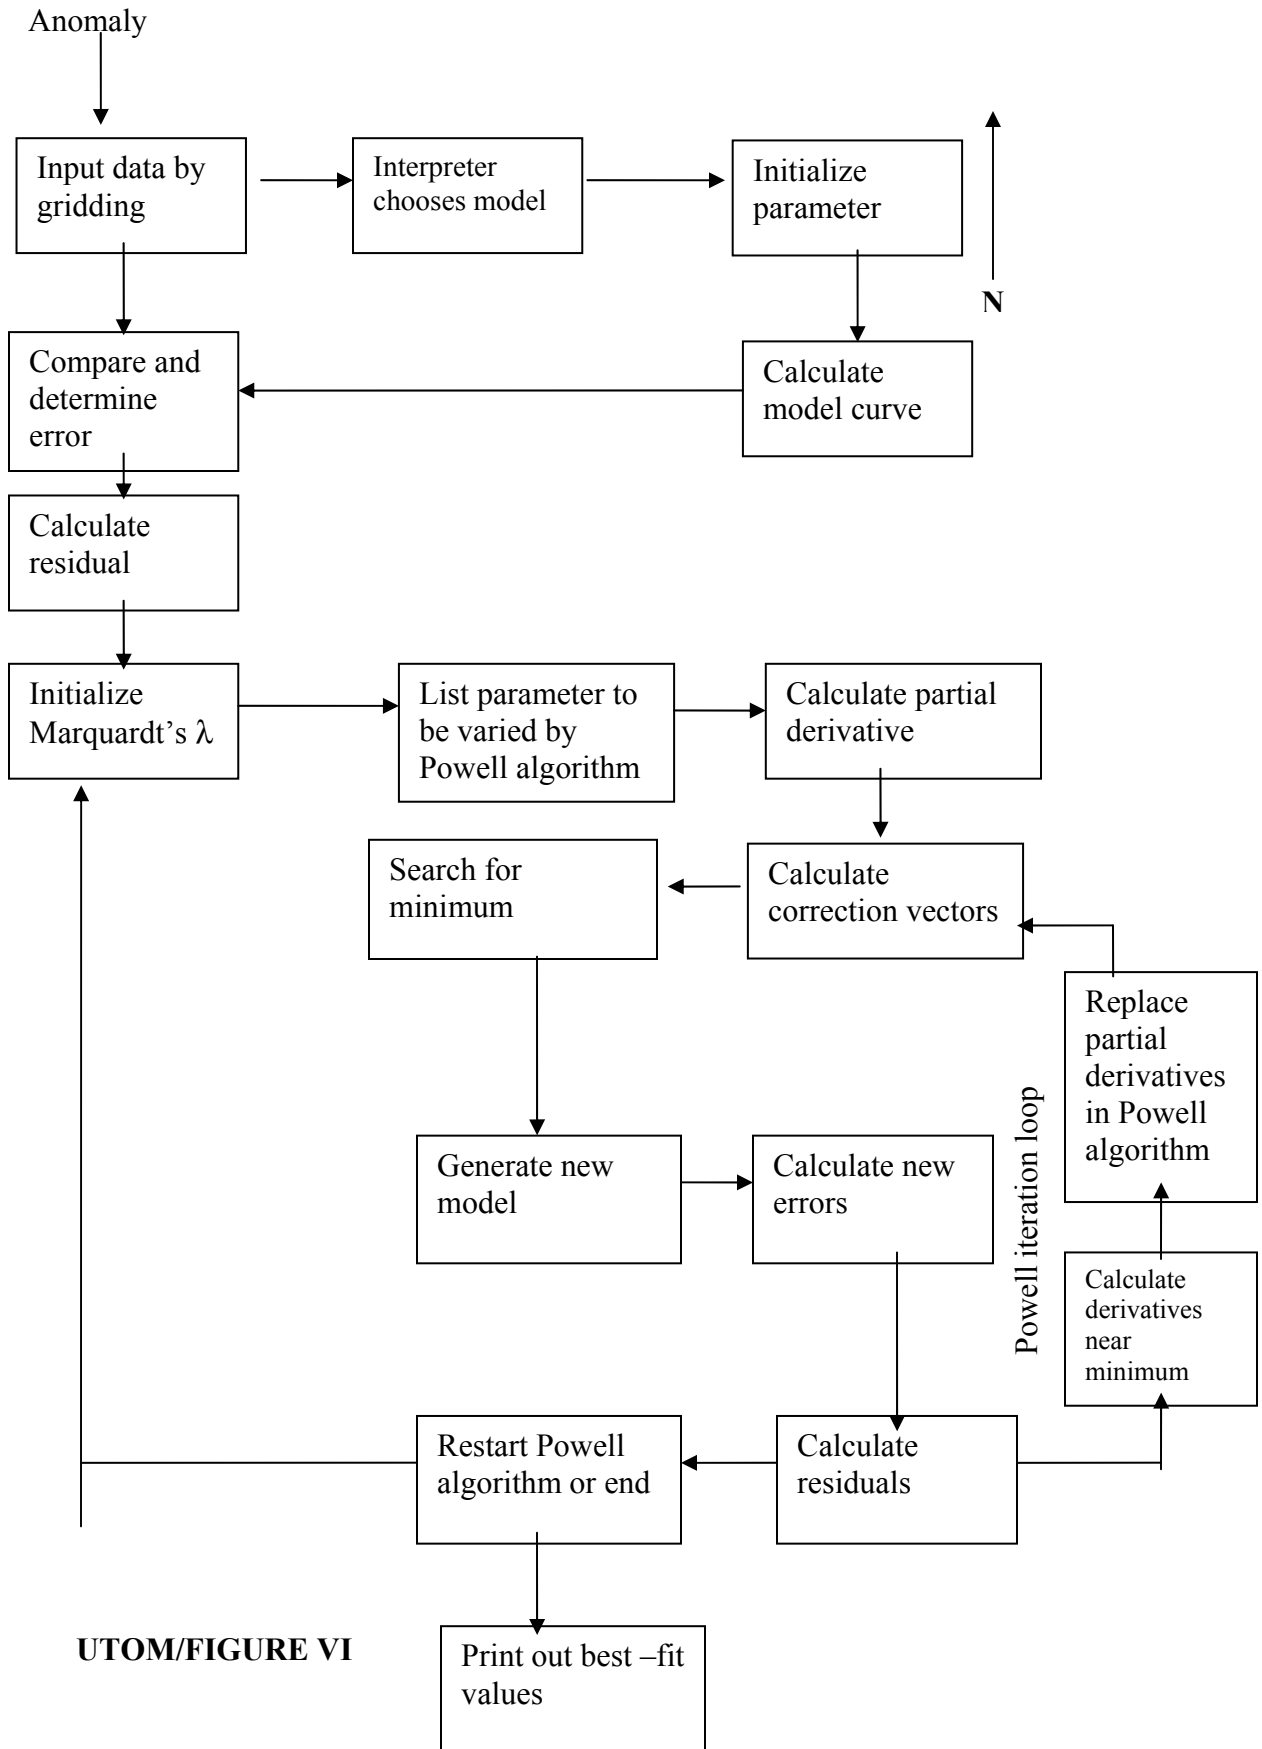 Anomaly
Input data by
gridding
Interpreter
chooses model
Initialize
parameter
N
Compare and
determine
error
Calculate
model curve
Calculate
residual
Initialize
Marquardt’s λ
List parameter to
be varied by
Powell algorithm
Calculate partial
derivative
Search for
minimum
Calculate
correction vectors
Replace
partial
derivatives
in Powell
algorithm
Powell iteration loop
Generate new
model
Calculate new
errors
Calculate
derivatives
near
minimum
Restart Powell
algorithm or end
Calculate
residuals
UTOM/FIGURE VI
Print out best –fit
values